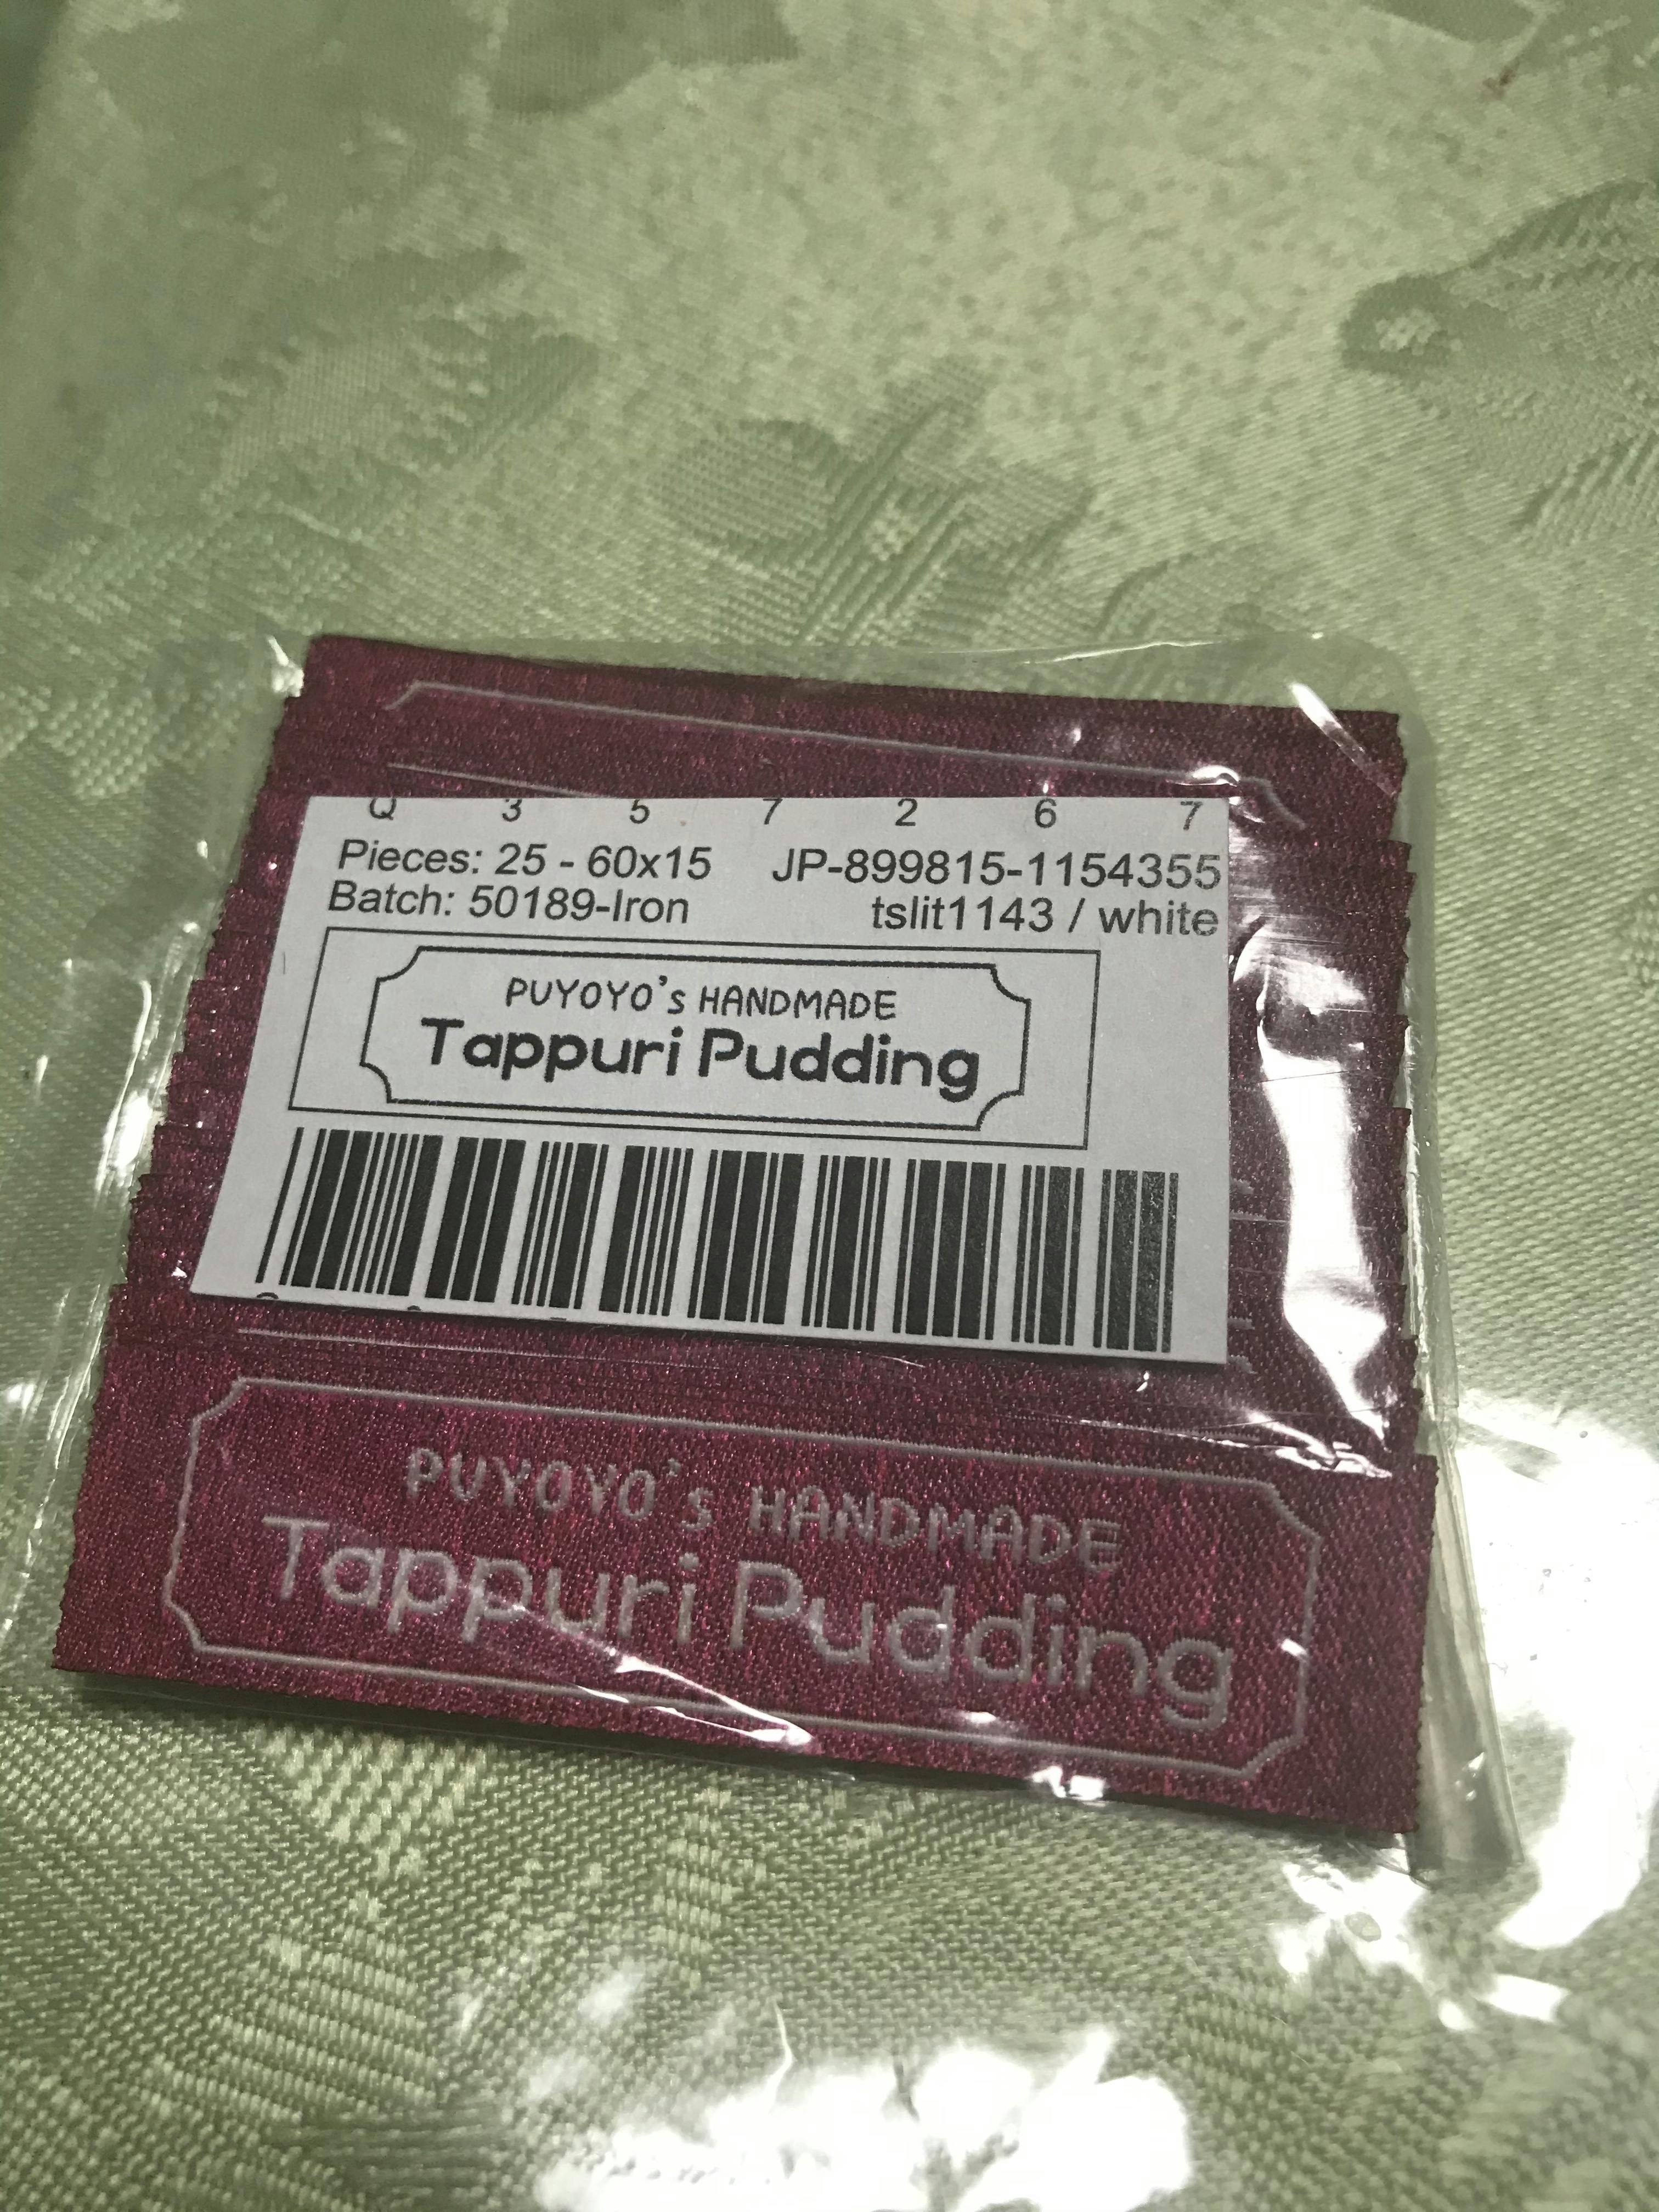 Q 3 5 7 2 6 7
Pieces: 25 - 60x15 JP-899815-1154355
Batch: 50189-Iron tslit1143 / white
PUYOYO's HANDMADE
Tappuri Pudding
PUYOYO's HANDMADE
Tappuri Pudding